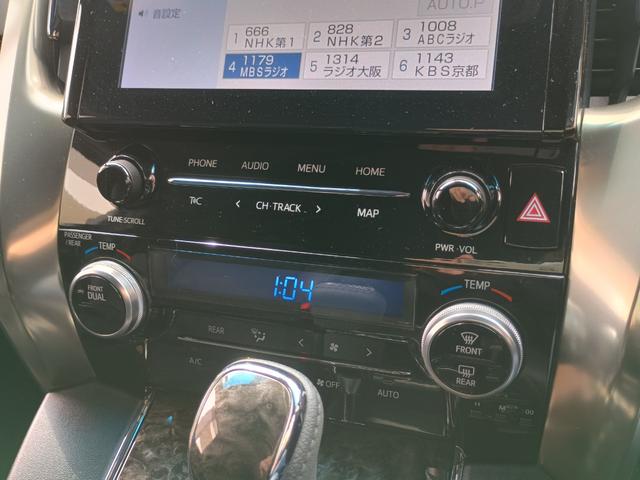 AUTO.P
音設定
1 666 NHK第1
2 828 NHK第2
3 1008 ABCラジオ
4 1179 MBSラジオ
5 1314 ラジオ大阪
6 1143 KBS京都
PHONE AUDIO MENU HOME
TUNE·SCROLL
T/C < CH·TRACK > MAP
PWR·VOL
PASSENGER /REAR
TEMP
FRONT DUAL
1:04
TEMP
REAR
FRONT
REAR
A/C
OFF
AUTO